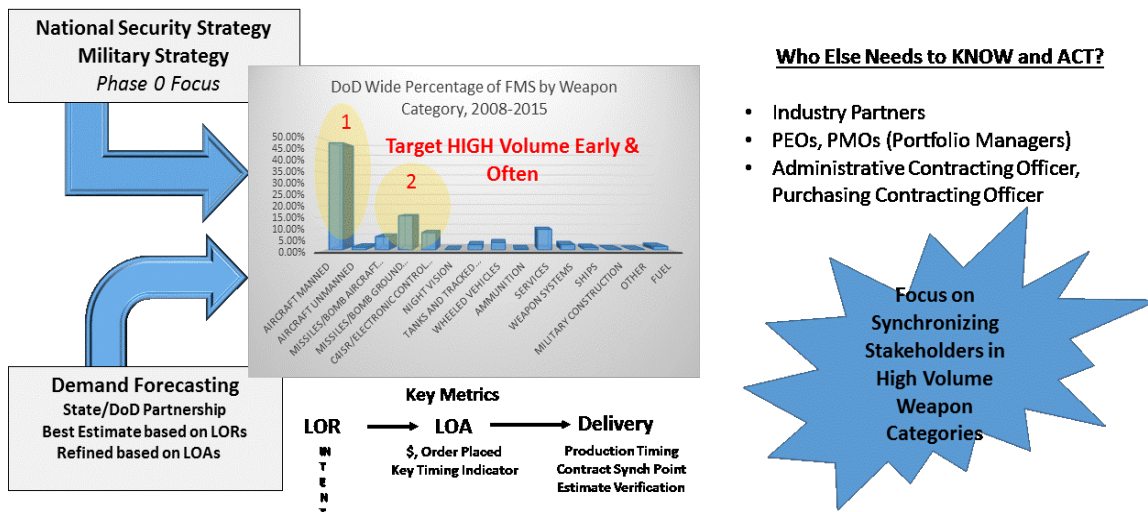 National Security Strategy
Military Strategy
Phase 0 Focus
DoD Wide Percentage of FMS by Weapon
Category, 2008-2015
1
Target HIGH Volume Early &
Often
2
50.00%
45.00%
40.00%
35.00%
30.00%
25.00%
20.00%
15.00%
10.00%
5.00%
0.00%
AIRCRAFT MANNED
AIRCRAFT UNMANNED
MISSILES/BOMB AIRCRAFT...
MISSILES/BOMB GROUND...
C4ISR/ELECTRONIC CONTROL...
NIGHT VISION
TANKS AND TRACKED...
WHEELED VEHICLES
AMMUNITION
SERVICES
WEAPON SYSTEMS
SHIPS
MILITARY CONSTRUCTION
OTHER
FUEL
Demand Forecasting
State/DoD Partnership
Best Estimate based on LORs
Refined based on LOAs
Key Metrics
LOR
LOA
Delivery
I
N
T
E
N
T
$, Order Placed
Key Timing Indicator
Production Timing
Contract Synch Point
Estimate Verification
Who Else Needs to KNOW and ACT?
• Industry Partners
• PEOs, PMOs (Portfolio Managers)
• Administrative Contracting Officer,
Purchasing Contracting Officer
Focus on
Synchronizing
Stakeholders in
High Volume
Weapon
Categories